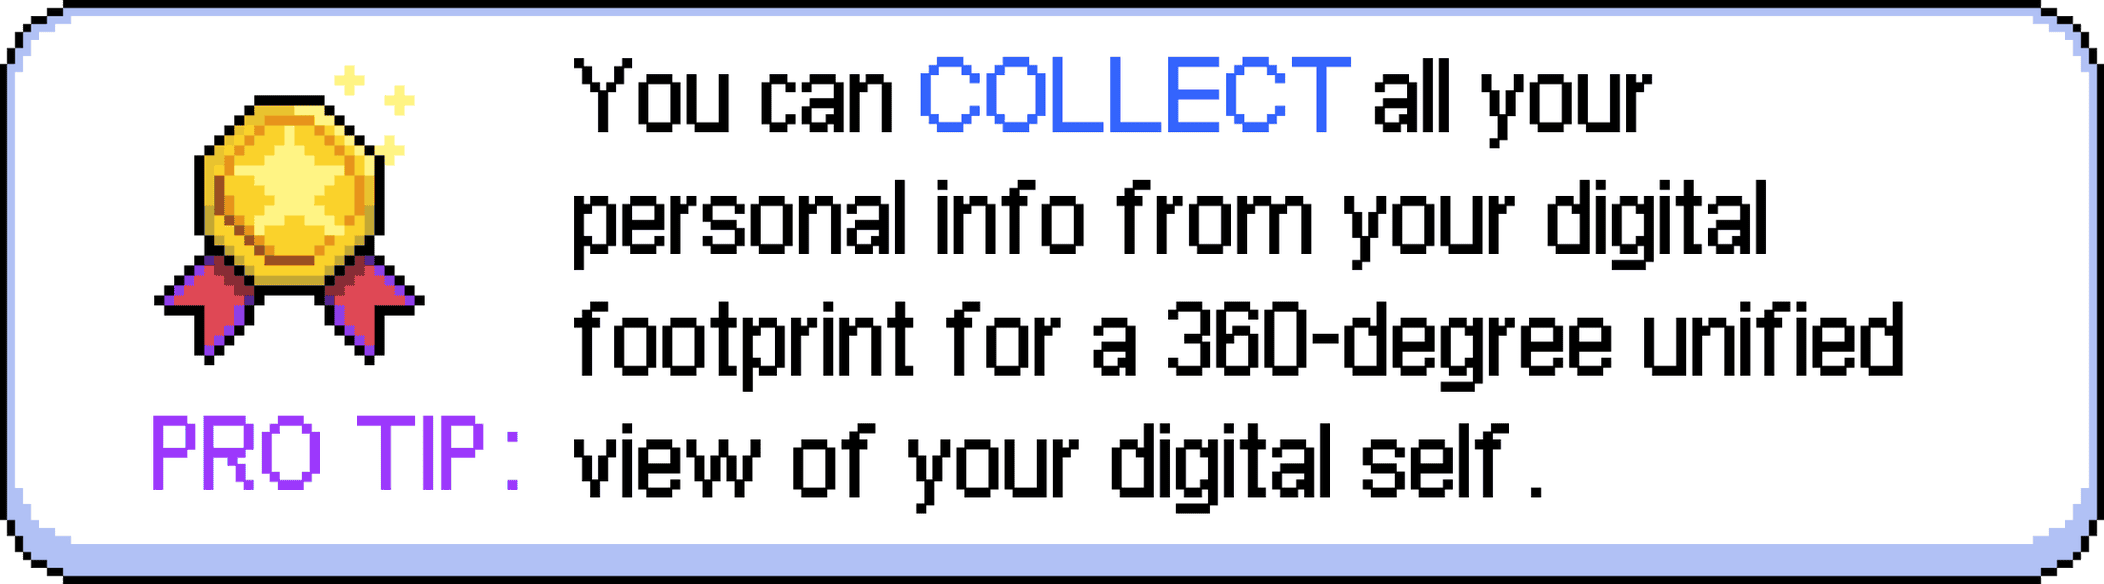 You can COLLECT all your
personal info from your digital
footprint for a 360-degree unified
PRO TIP: view of your digital self.